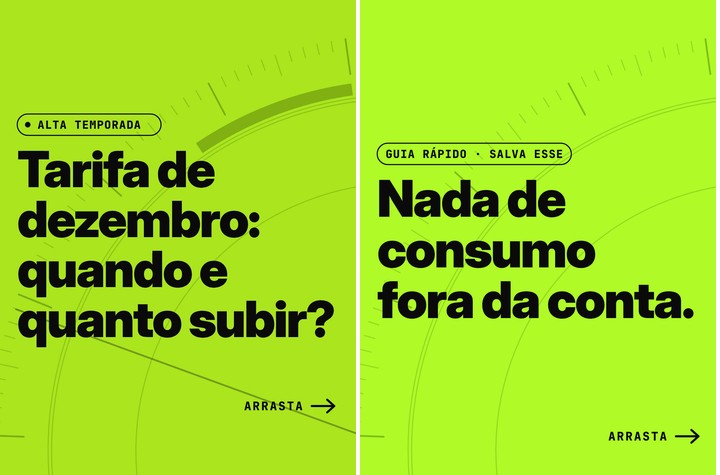 ALTA TEMPORADA
Tarifa de
dezembro:
quando e
quanto subir?
ARRASTA
GUIA RÁPIDO · SALVA ESSE
Nada de
consumo
fora da conta.
ARRASTA